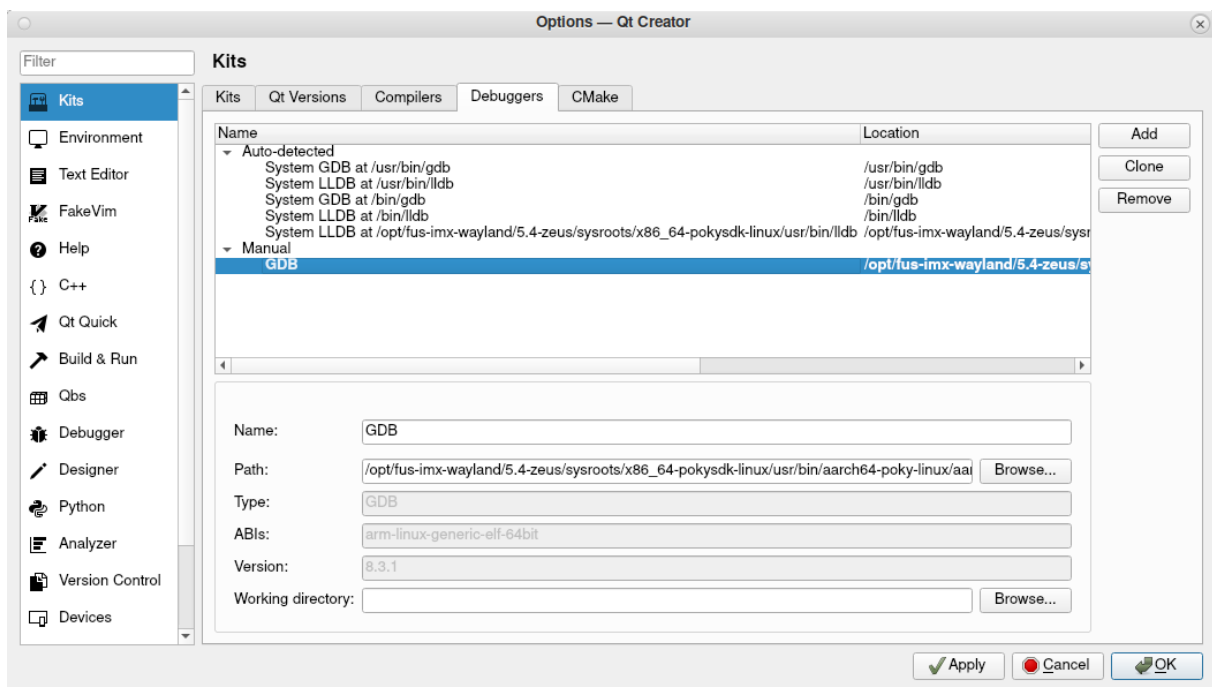 Options — Qt Creator
Filter
Kits
Environment
Text Editor
FakeVim
Help
C++
Qt Quick
Build & Run
Qbs
Debugger
Designer
Python
Analyzer
Version Control
Devices
Kits
Kits Qt Versions Compilers Debuggers CMake
Name Location
Auto-detected
System GDB at /usr/bin/gdb /usr/bin/gdb
System LLDB at /usr/bin/lldb /usr/bin/lldb
System GDB at /bin/gdb /bin/gdb
System LLDB at /bin/lldb /bin/lldb
System LLDB at /opt/fus-imx-wayland/5.4-zeus/sysroots/x86_64-pokysdk-linux/usr/bin/lldb /opt/fus-imx-wayland/5.4-zeus/sysr
Manual
GDB /opt/fus-imx-wayland/5.4-zeus/sy
Add
Clone
Remove
Name: GDB
Path: /opt/fus-imx-wayland/5.4-zeus/sysroots/x86_64-pokysdk-linux/usr/bin/aarch64-poky-linux/aar Browse...
Type: GDB
ABIs: arm-linux-generic-elf-64bit
Version: 8.3.1
Working directory: Browse...
Apply Cancel OK